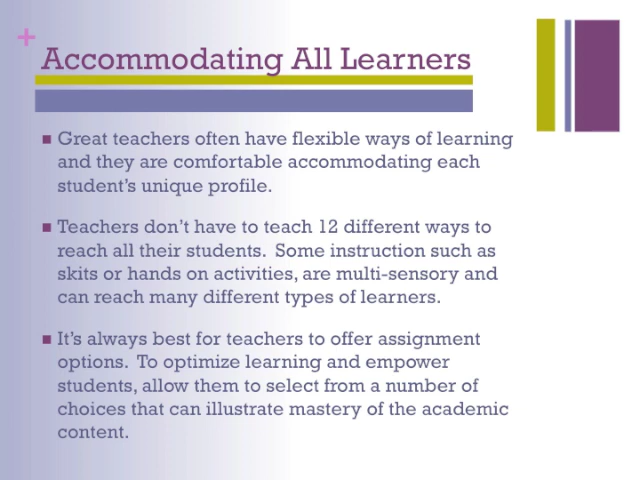 +
Accommodating All Learners
■ Great teachers often have flexible ways of learning
and they are comfortable accommodating each
student's unique profile.
■ Teachers don't have to teach 12 different ways to
reach all their students.  Some instruction such as
skits or hands on activities, are multi-sensory and
can reach many different types of learners.
■ It's always best for teachers to offer assignment
options.  To optimize learning and empower
students, allow them to select from a number of
choices that can illustrate mastery of the academic
content.